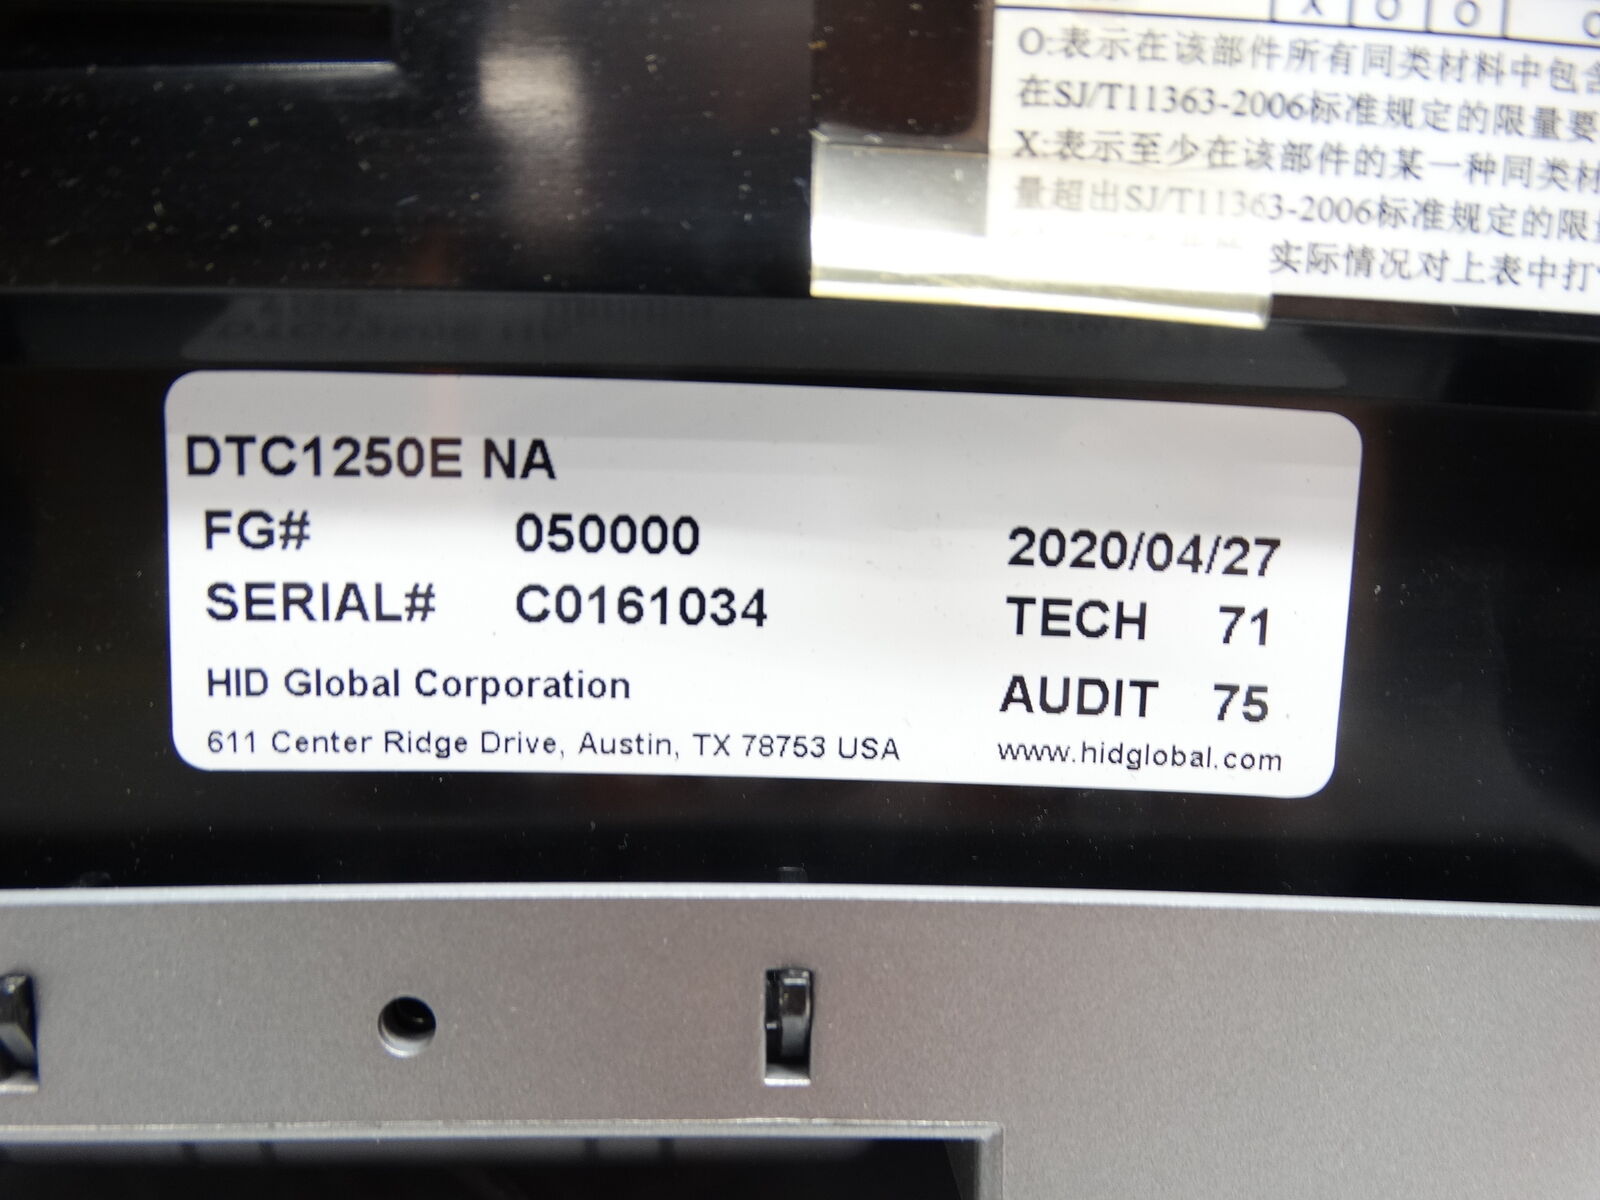 X O O
O:表示在该部件所有同类材料中包含
在SJ/T11363-2006标准规定的限量要
X:表示至少在该部件的某一种同类材
量超出SJ/T11363-2006标准规定的限
实际情况对上表中打
DTC1250E NA
FG# 050000 2020/04/27
SERIAL# C0161034 TECH 71
HID Global Corporation AUDIT 75
611 Center Ridge Drive, Austin, TX 78753 USA www.hidglobal.com